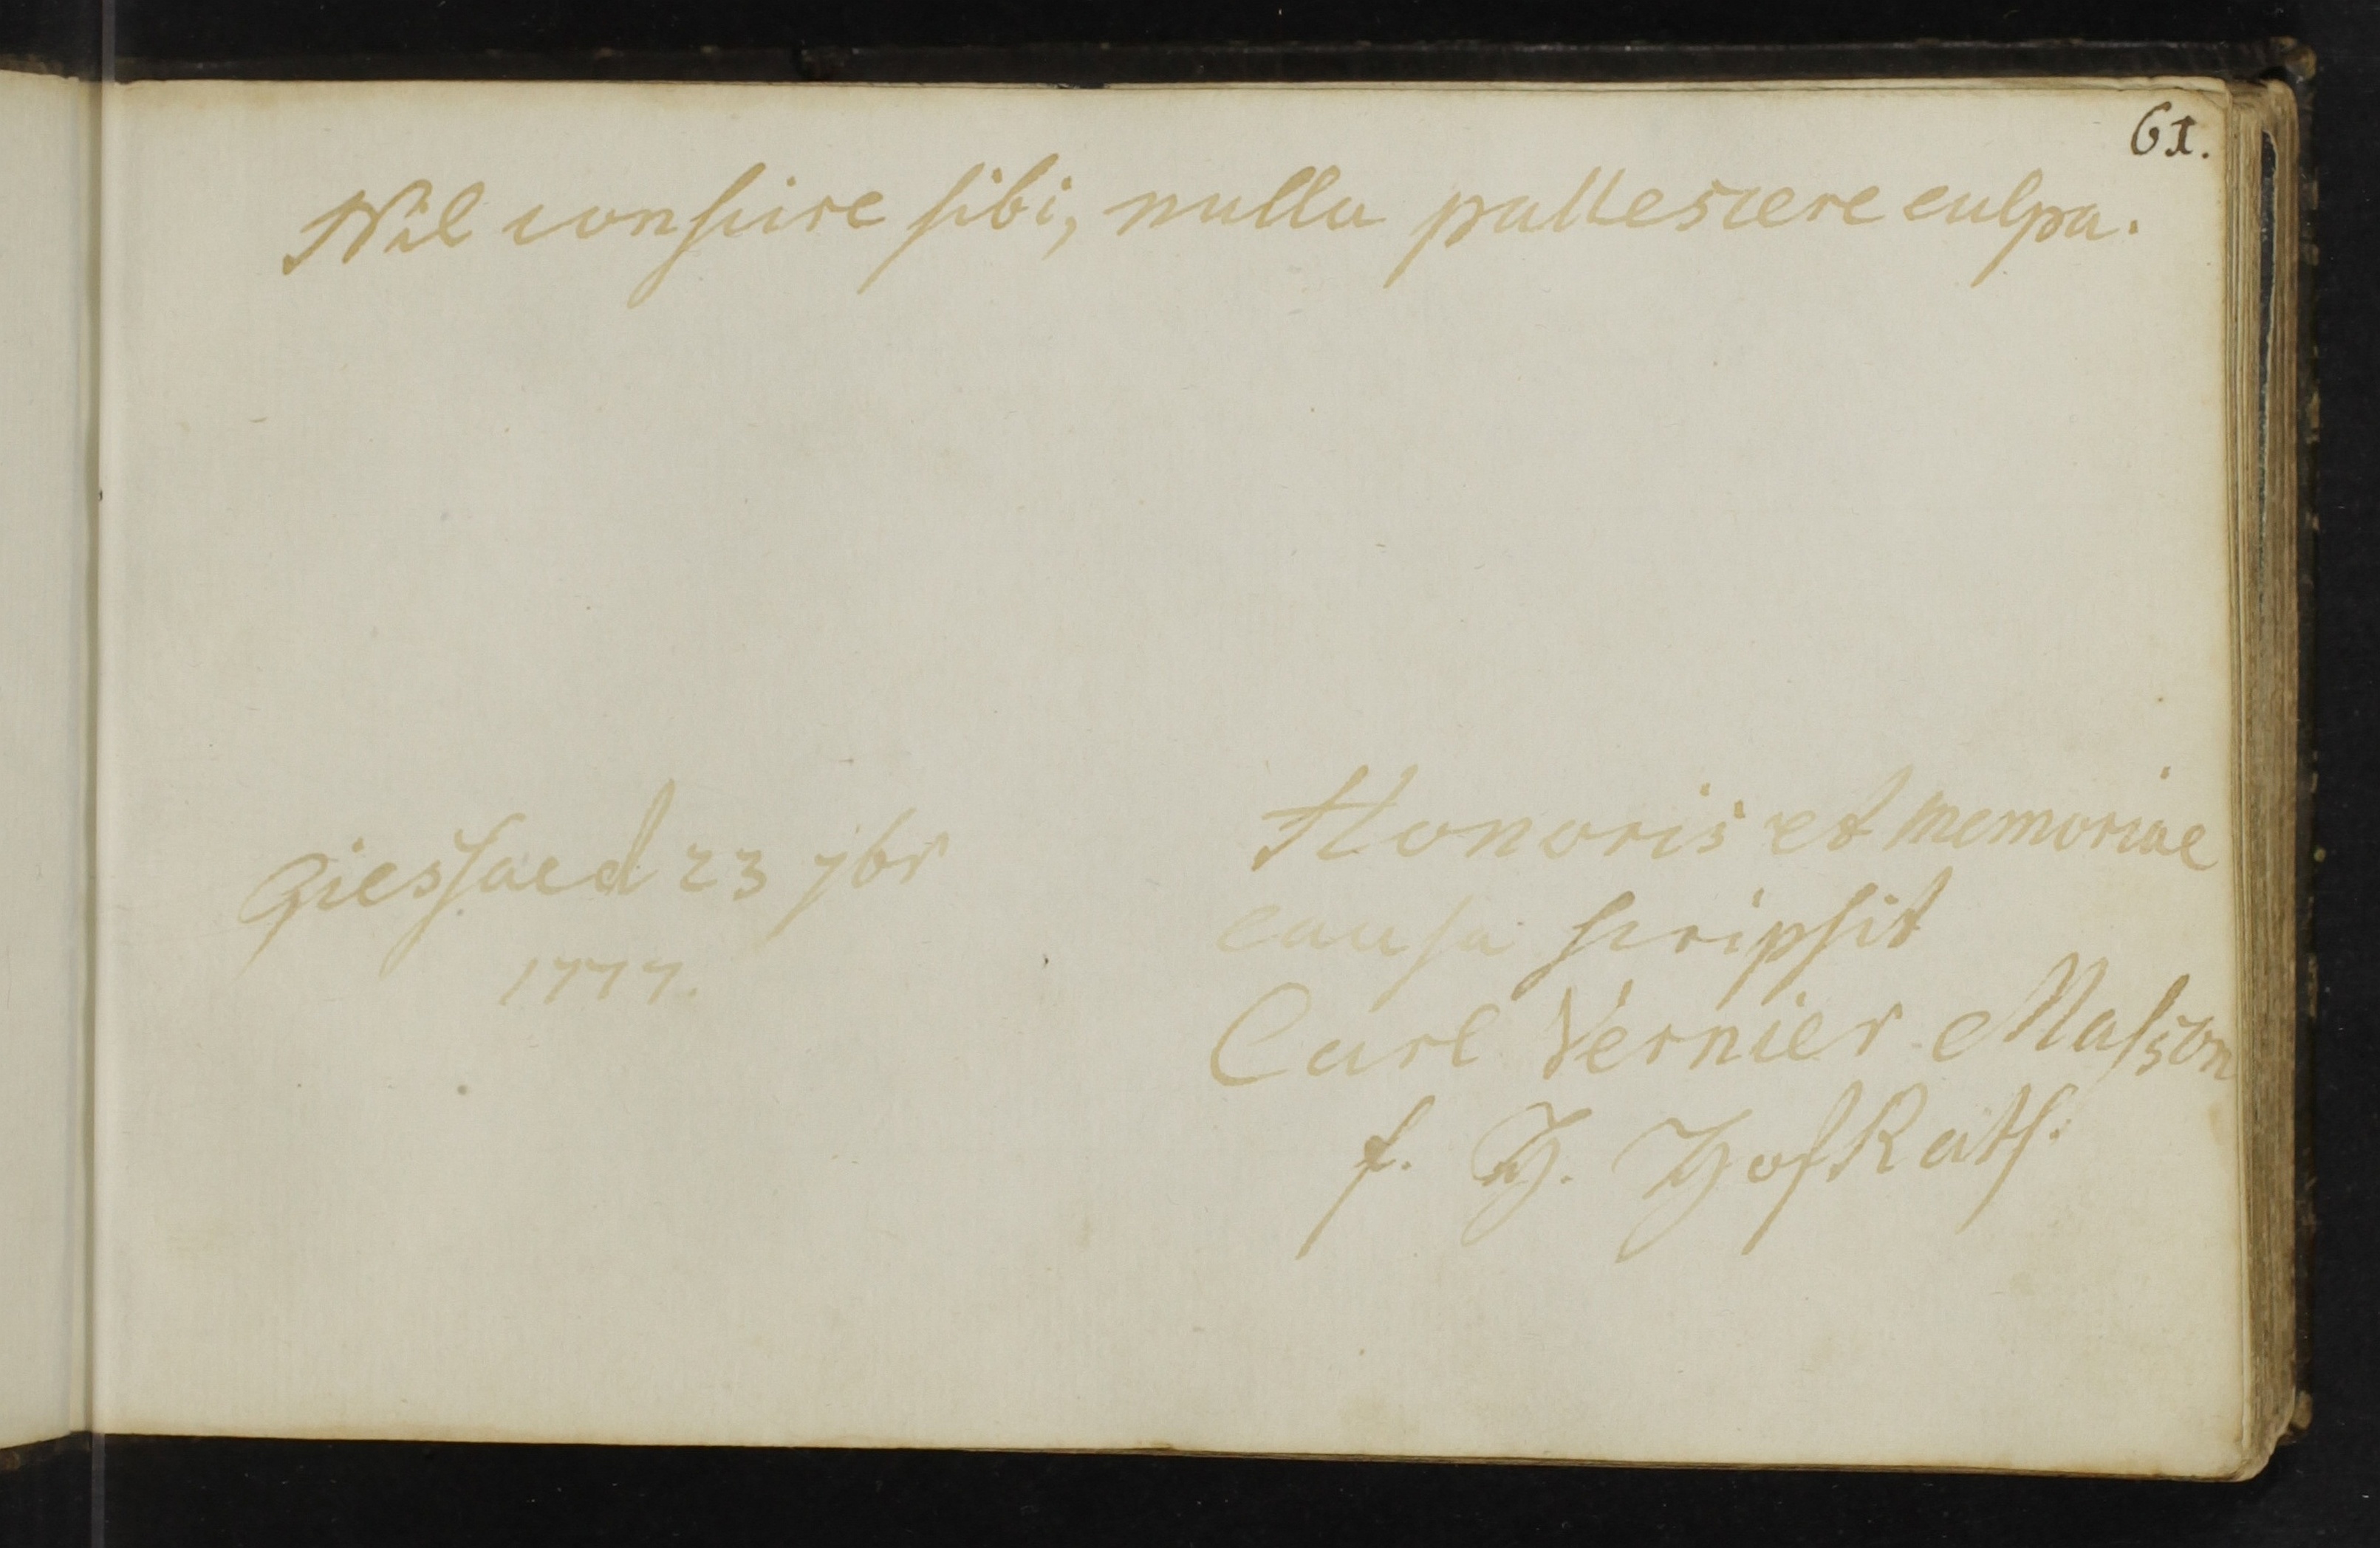 61.
Nil conscire sibi, nulla pallescere culpa.
Giessae d 23 7br
1777.
Honoris et memoriae
causa scripsit
Carl Vernier Masson
f. H. HofRath.